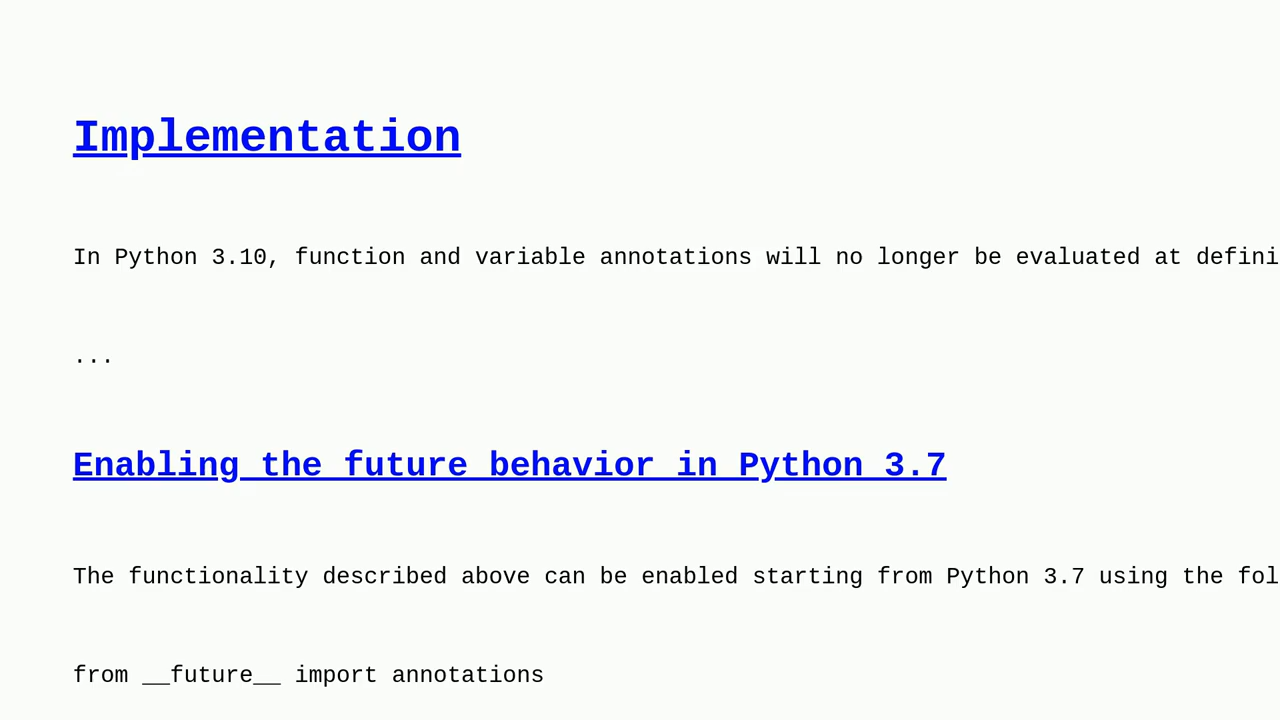 Implementation
In Python 3.10, function and variable annotations will no longer be evaluated at
...
Enabling the future behavior in Python 3.7
The functionality described above can be enabled starting from Python 3.7 using the
from __future__ import annotations